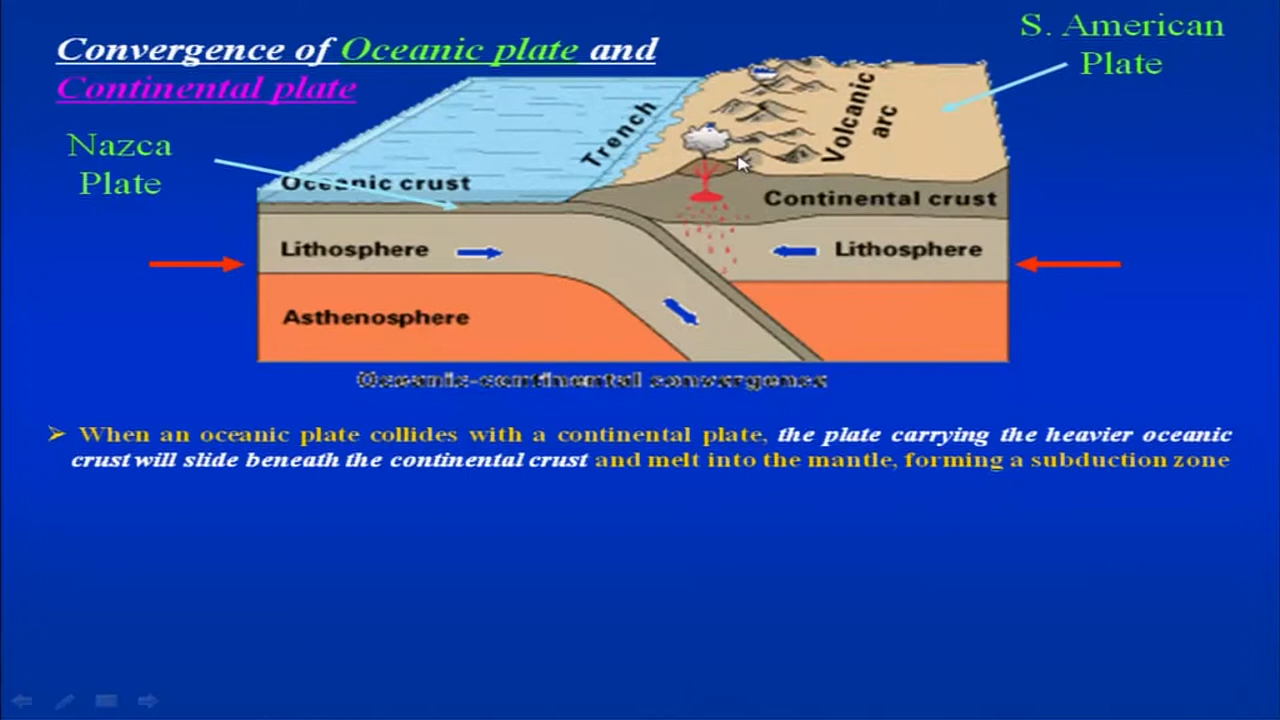 Convergence of Oceanic plate and
Continental plate
S. American
Plate
Nazca
Plate
Trench
Volcanic
arc
Oceanic crust
Continental crust
Lithosphere
Lithosphere
Asthenosphere
Oceanic-continental convergence
➢ When an oceanic plate collides with a continental plate, the plate carrying the heavier oceanic
crust will slide beneath the continental crust and melt into the mantle, forming a subduction zone